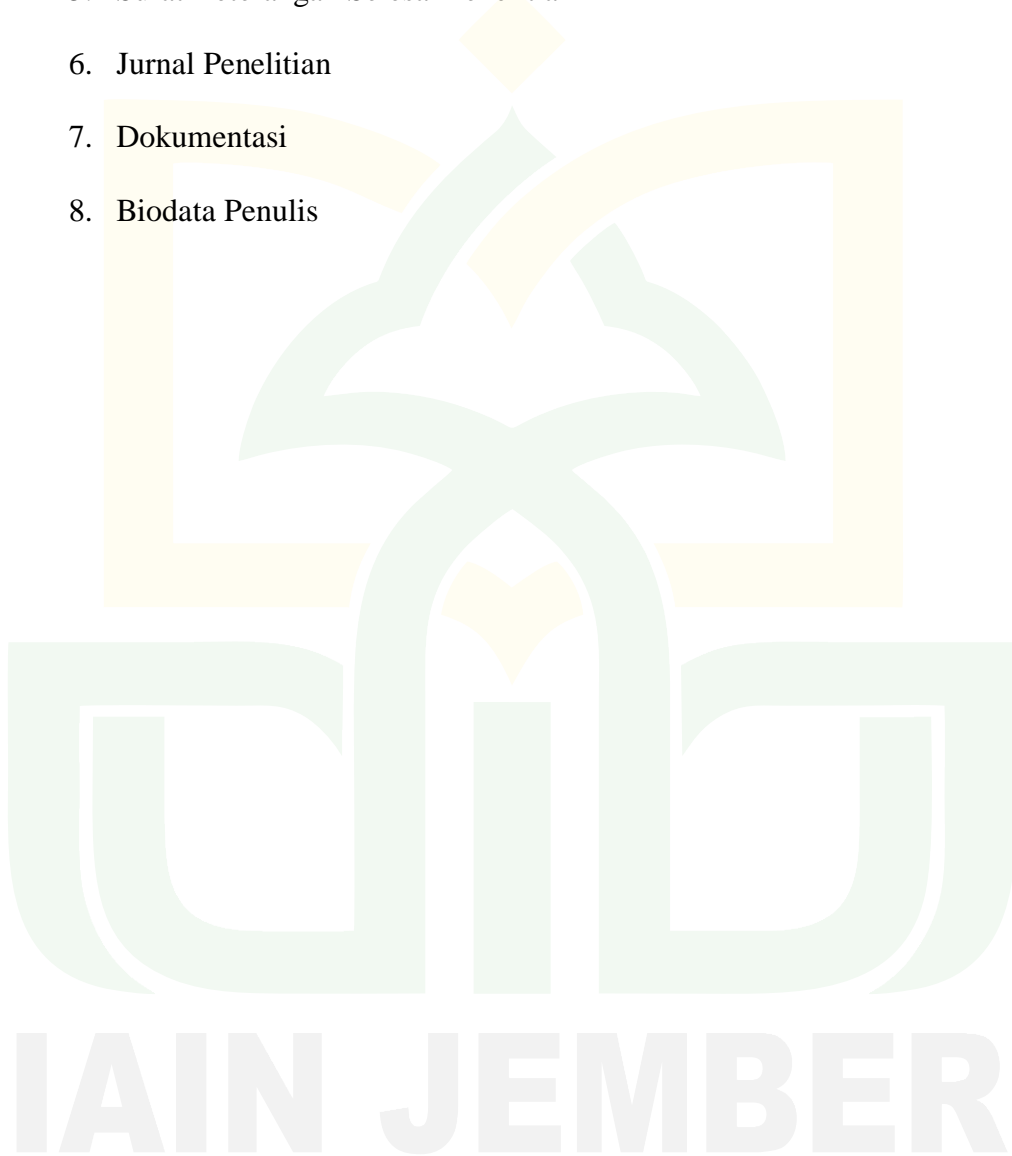 6. Jurnal Penelitian
7. Dokumentasi
8. Biodata Penulis
IAIN JEMBER